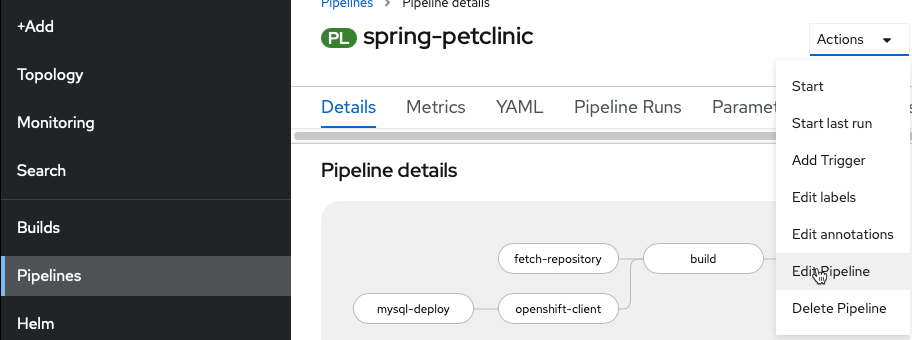 +Add
Topology
Monitoring
Search
Builds
Pipelines
Helm
Pipelines > Pipeline details
PL spring-petclinic
Actions
Details Metrics YAML Pipeline Runs
Pipeline details
fetch-repository build
mysql-deploy openshift-client
Start
Start last run
Add Trigger
Edit labels
Edit annotations
Edit Pipeline
Delete Pipeline